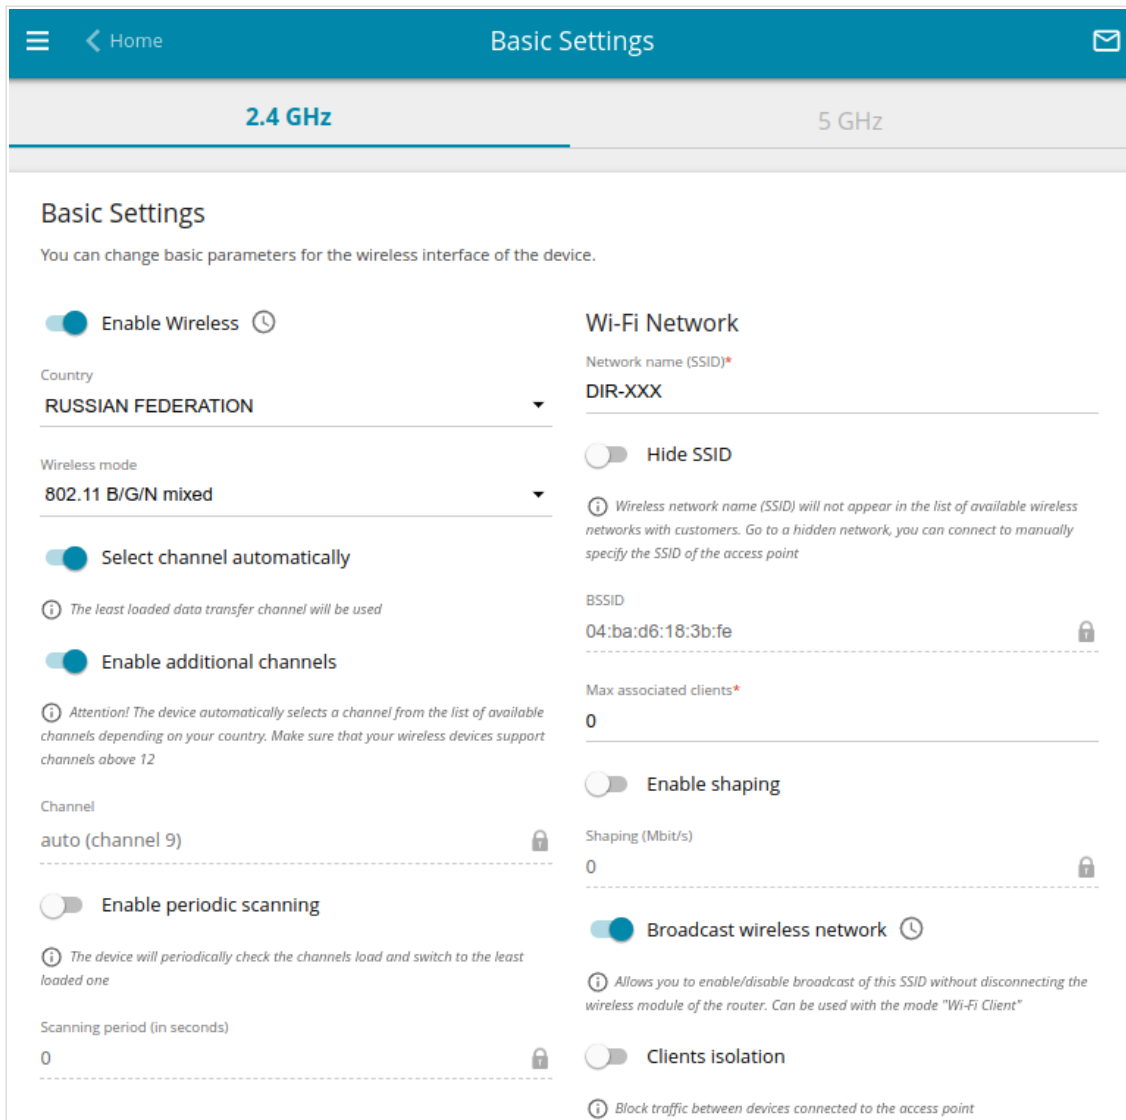 Home
Basic Settings
2.4 GHz
5 GHz
Basic Settings
You can change basic parameters for the wireless interface of the device.
Enable Wireless
Country
RUSSIAN FEDERATION
Wireless mode
802.11 B/G/N mixed
Select channel automatically
The least loaded data transfer channel will be used
Enable additional channels
Attention! The device automatically selects a channel from the list of available
channels depending on your country. Make sure that your wireless devices support
channels above 12
Channel
auto (channel 9)
Enable periodic scanning
The device will periodically check the channels load and switch to the least
loaded one
Scanning period (in seconds)
0
Wi-Fi Network
Network name (SSID)*
DIR-XXX
Hide SSID
Wireless network name (SSID) will not appear in the list of available wireless
networks with customers. Go to a hidden network, you can connect to manually
specify the SSID of the access point
BSSID
04:ba:d6:18:3b:fe
Max associated clients*
0
Enable shaping
Shaping (Mbit/s)
0
Broadcast wireless network
Allows you to enable/disable broadcast of this SSID without disconnecting the
wireless module of the router. Can be used with the mode "Wi-Fi Client"
Clients isolation
Block traffic between devices connected to the access point